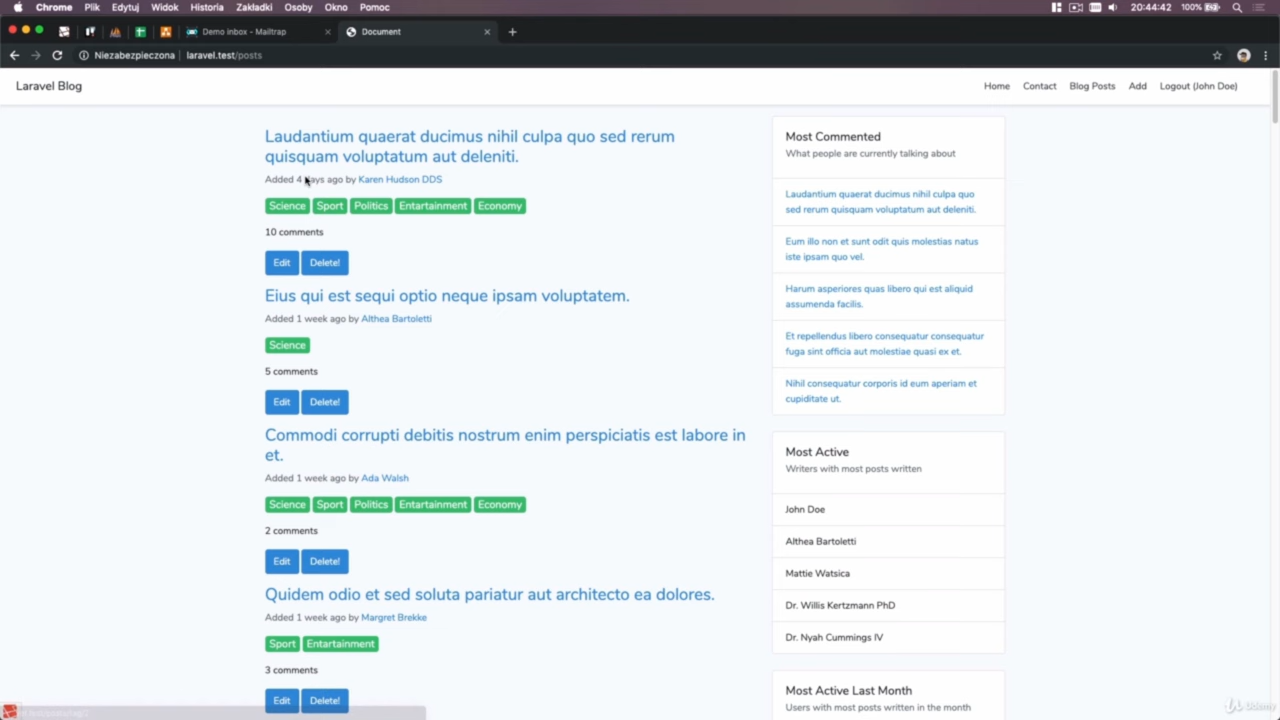 Chrome Plik Edytuj Widok Historia Zakładki Osoby Okno Pomoc 20:44:42 100%
Demo inbox - Mailtrap Document
Niezabezpieczona laravel.test/posts
Laravel Blog
Home Contact Blog Posts Add Logout (John Doe)
Laudantium quaerat ducimus nihil culpa quo sed rerum
quisquam voluptatum aut deleniti.
Added 4 days ago by Karen Hudson DDS
Science Sport Politics Entartainment Economy
10 comments
Edit Delete!
Eius qui est sequi optio neque ipsam voluptatem.
Added 1 week ago by Althea Bartoletti
Science
5 comments
Edit Delete!
Commodi corrupti debitis nostrum enim perspiciatis est labore in
et.
Added 1 week ago by Ada Walsh
Science Sport Politics Entartainment Economy
2 comments
Edit Delete!
Quidem odio et sed soluta pariatur aut architecto ea dolores.
Added 1 week ago by Margret Brekke
Sport Entartainment
3 comments
Edit Delete!
Most Commented
What people are currently talking about
Laudantium quaerat ducimus nihil culpa quo
sed rerum quisquam voluptatum aut deleniti.
Eum illo non et sunt odit quis molestias natus
iste ipsam quo vel.
Harum asperiores quas libero qui est aliquid
assumenda facilis.
Et repellendus libero consequatur consequatur
fuga sint officia aut molestiae quasi ex et.
Nihil consequatur corporis id eum aperiam et
cupiditate ut.
Most Active
Writers with most posts written
John Doe
Althea Bartoletti
Mattie Watsica
Dr. Willis Kertzmann PhD
Dr. Nyah Cummings IV
Most Active Last Month
Users with most posts written in the month
Udemy